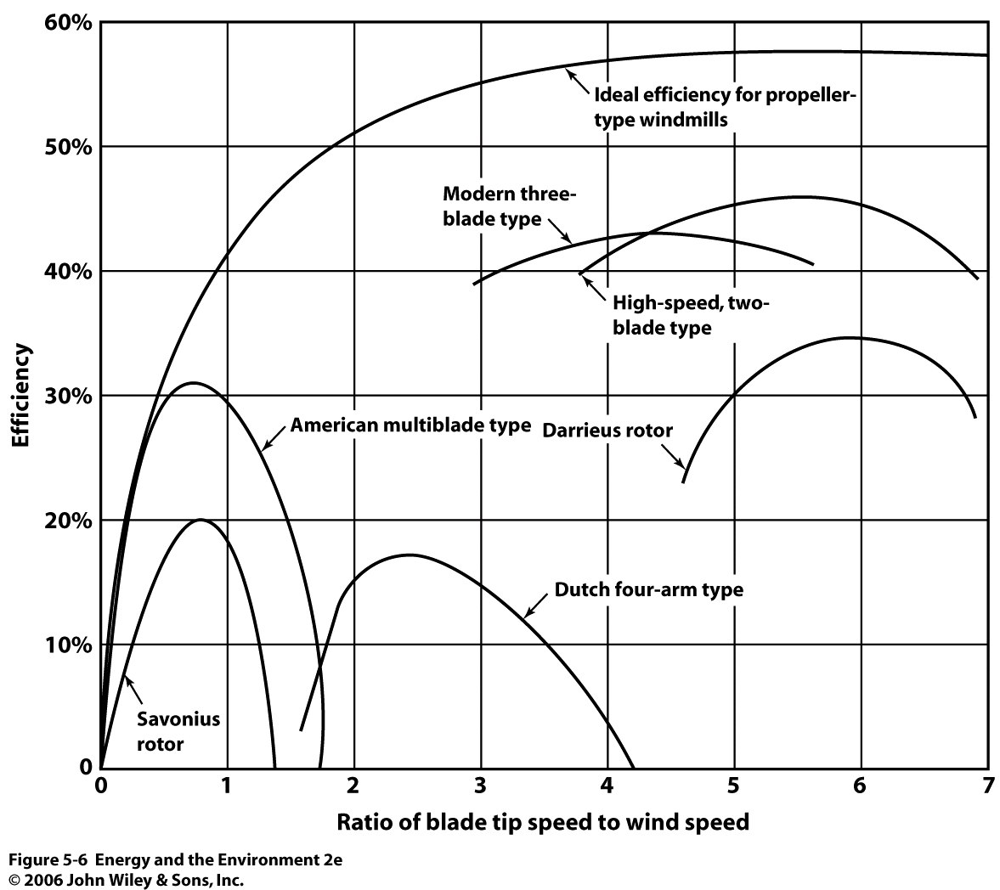 60%
50%
40%
30%
20%
10%
0
Efficiency
Ideal efficiency for propeller-
type windmills
Modern three-
blade type
High-speed, two-
blade type
American multiblade type
Darrieus rotor
Dutch four-arm type
Savonius
rotor
0 1 2 3 4 5 6 7
Ratio of blade tip speed to wind speed
Figure 5-6 Energy and the Environment 2e
© 2006 John Wiley & Sons, Inc.